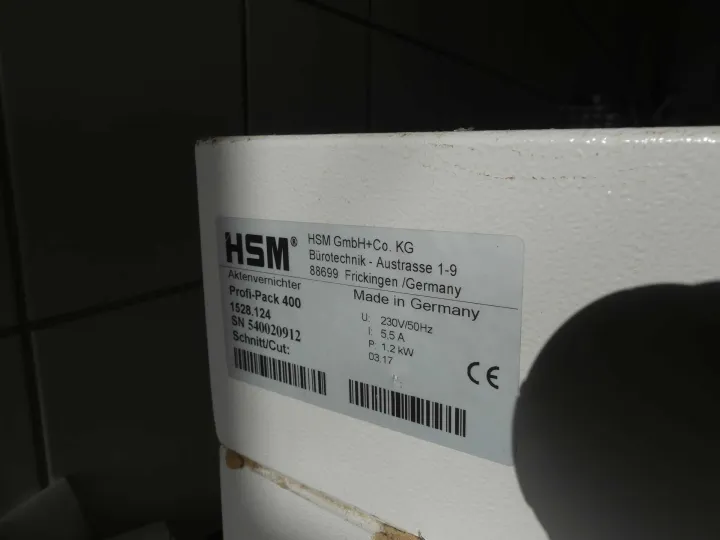 HSM® HSM GmbH+Co. KG
Bürotechnik - Austrasse 1-9
88699 Frickingen /Germany
Aktenvernichter
Profi-Pack 400
1528.124
SN 540020912
Schnitt/Cut:
Made in Germany
U: 230V/50Hz
I: 5.5 A
P: 1.2 kW
03.17
CE